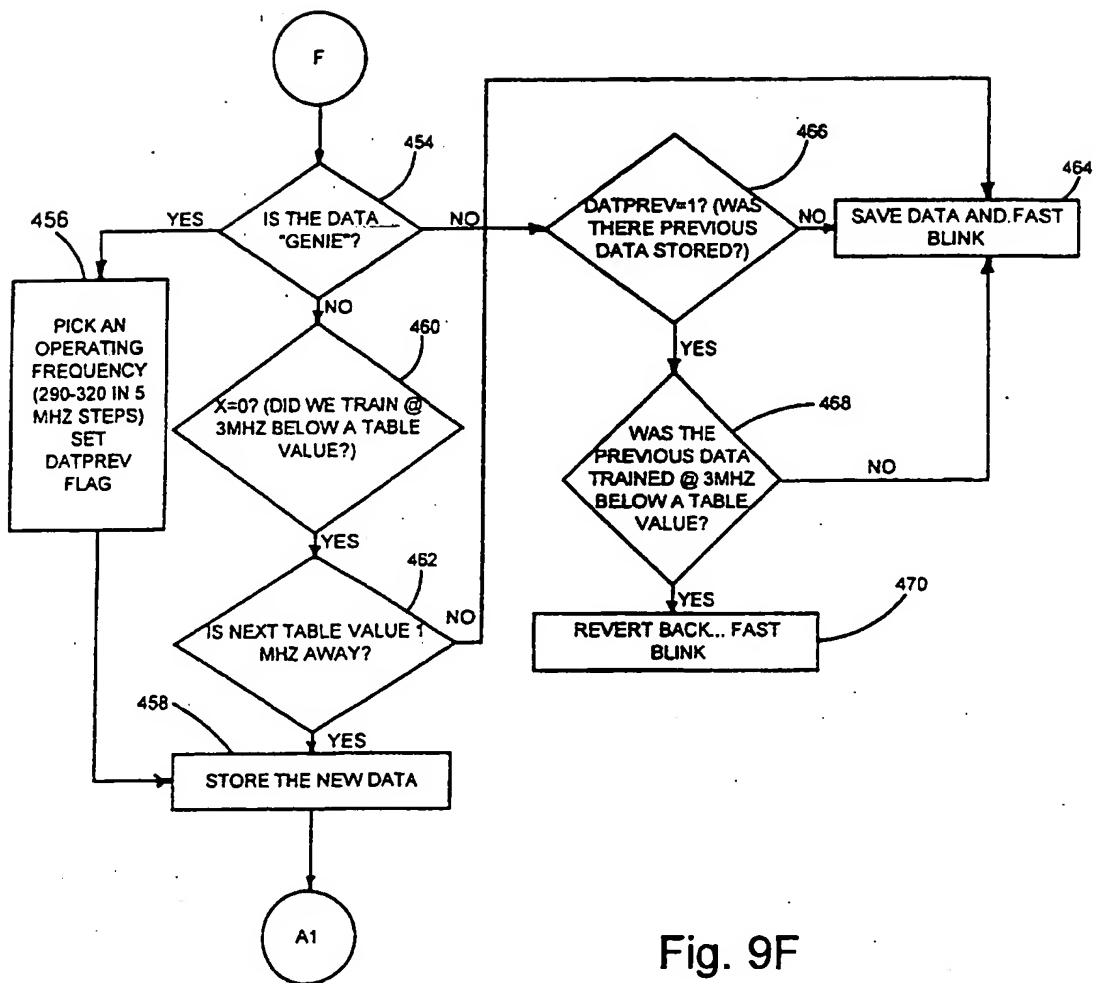 F
454
IS THE DATA
"GENIE"?
YES
NO
NO
456
PICK AN
OPERATING
FREQUENCY
(290-320 IN 5
MHZ STEPS)
SET
DATPREV
FLAG
460
X=0? (DID WE TRAIN @
3MHZ BELOW A TABLE
VALUE?)
YES
462
IS NEXT TABLE VALUE 1
MHZ AWAY?
NO
YES
458
STORE THE NEW DATA
A1
466
DATPREV=1? (WAS
THERE PREVIOUS
DATA STORED?)
NO
YES
464
SAVE DATA AND FAST
BLINK
468
WAS THE
PREVIOUS DATA
TRAINED @ 3MHZ
BELOW A TABLE
VALUE?
NO
YES
470
REVERT BACK... FAST
BLINK
Fig. 9F